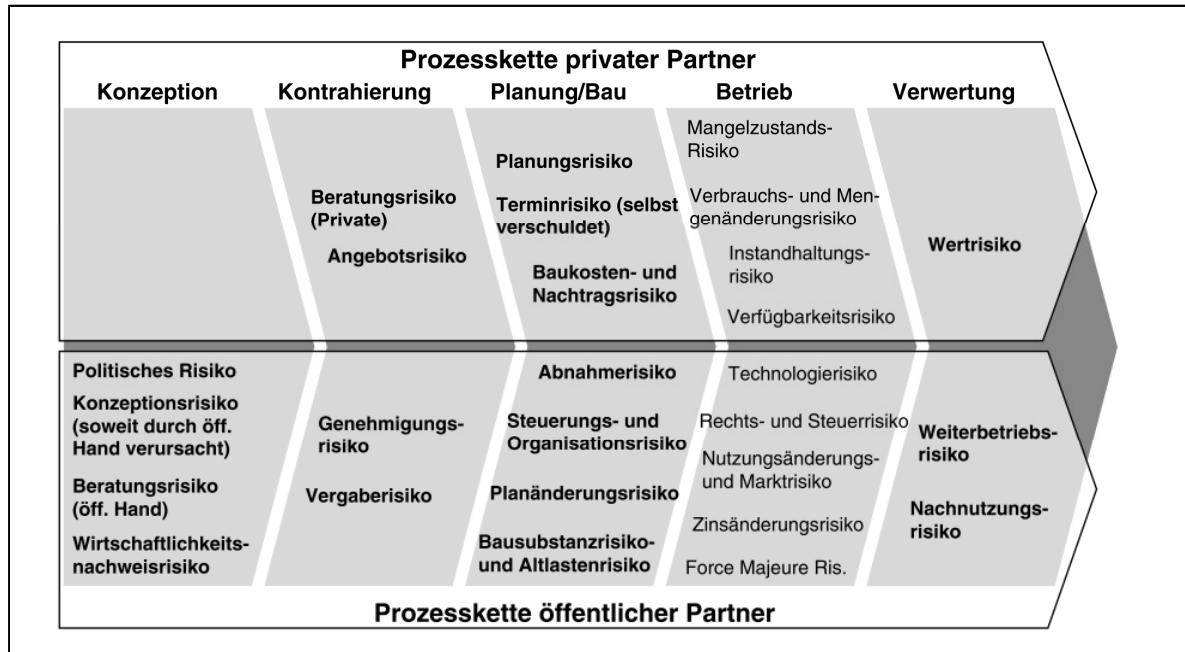 Prozesskette privater Partner
Konzeption
Kontrahierung
Planung/Bau
Betrieb
Verwertung
Beratungsrisiko
(Private)
Angebotsrisiko
Planungsrisiko
Terminrisiko (selbst
verschuldet)
Baukosten- und
Nachtragsrisiko
Mangelzustands-
Risiko
Verbrauchs- und Men-
genänderungsrisiko
Instandhaltungs-
risiko
Verfügbarkeitsrisiko
Wertrisiko
Politisches Risiko
Konzeptionsrisiko
(soweit durch öff.
Hand verursacht)
Beratungsrisiko
(öff. Hand)
Wirtschaftlichkeits-
nachweisrisiko
Genehmigungs-
risiko
Vergaberisiko
Abnahmerisiko
Steuerungs- und
Organisationsrisiko
Planänderungsrisiko
Bausubstanzrisiko-
und Altlastenrisiko
Technologierisiko
Rechts- und Steuerrisiko
Nutzungsänderungs-
und Marktrisiko
Zinsänderungsrisiko
Force Majeure Ris.
Weiterbetriebs-
risiko
Nachnutzungs-
risiko
Prozesskette öffentlicher Partner